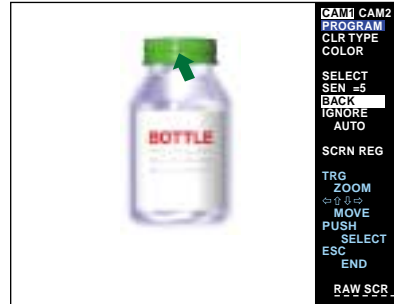 BOTTLE
CAM1 CAM2
PROGRAM
CLR TYPE
COLOR
SELECT
SEN =5
BACK
IGNORE
AUTO
SCRN REG
TRG
ZOOM
⇦⇧⇩⇨
MOVE
PUSH
SELECT
ESC
END
RAW SCR